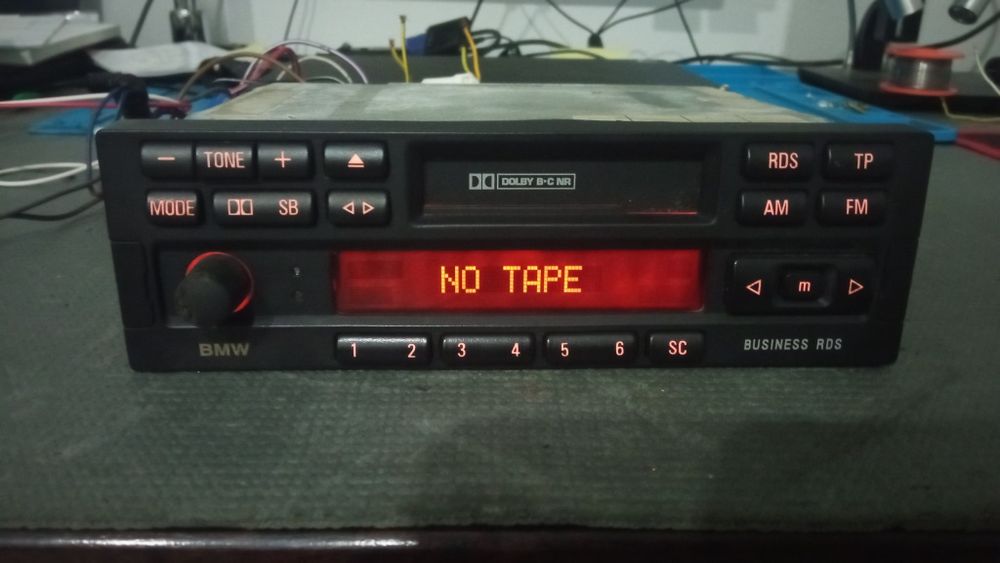 − TONE +
MODE SB
DOLBY B·C NR
RDS TP
AM FM
NO TAPE
m
BMW
1 2 3 4 5 6 SC
BUSINESS RDS